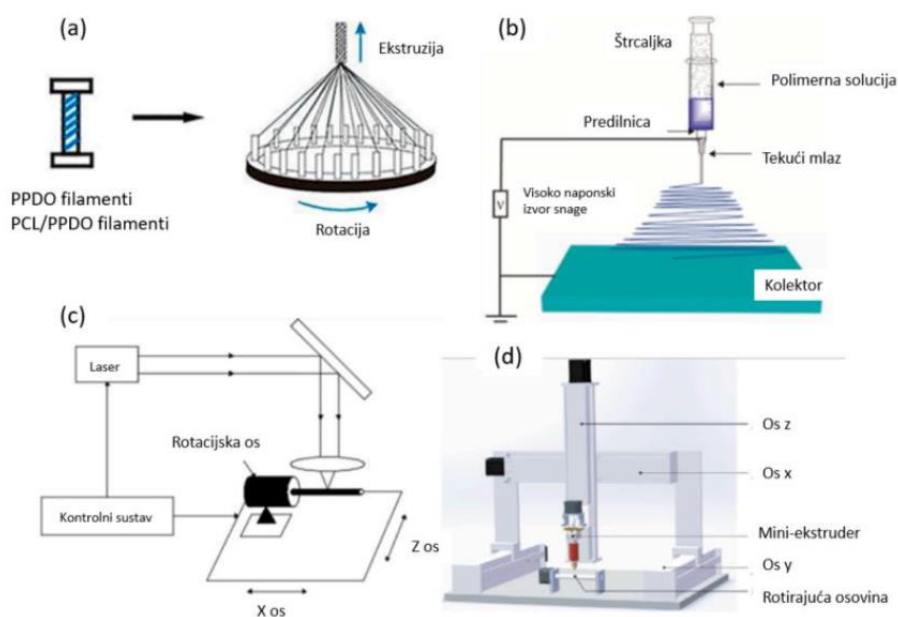 (a)
Ekstruzija
PPDO filamenti
PCL/PPDO filamenti
Rotacija
(b)
Štrcaljka
Polimerna solucija
Predilnica
Tekući mlaz
Visoko naponski
izvor snage
V
Kolektor
(c)
Laser
Rotacijska os
Kontrolni sustav
Z os
X os
(d)
Os z
Os x
Mini-ekstruder
Os y
Rotirajuća osovina